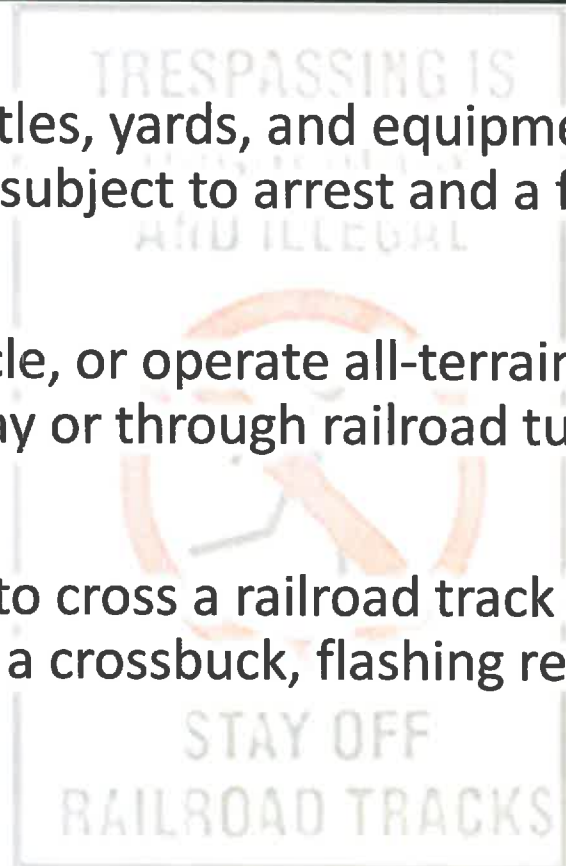 TRESPASSING IS
tles, yards, and equipme
subject to arrest and a f
AND ILLEGAL
cle, or operate all-terrain
ay or through railroad tu
to cross a railroad track
a crossbuck, flashing re
STAY OFF
RAILROAD TRACKS